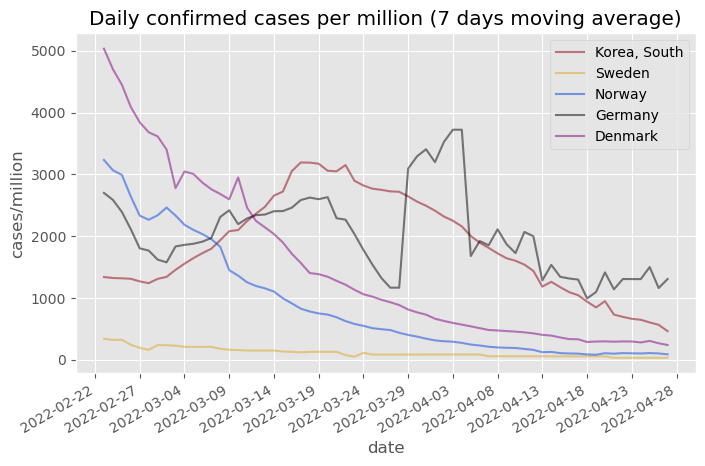 Daily confirmed cases per million (7 days moving average)
Korea, South
Sweden
Norway
Germany
Denmark
cases/million
5000
4000
3000
2000
1000
0
2022-02-22
2022-02-27
2022-03-04
2022-03-09
2022-03-14
2022-03-19
2022-03-24
2022-03-29
2022-04-03
2022-04-08
2022-04-13
2022-04-18
2022-04-23
2022-04-28
date